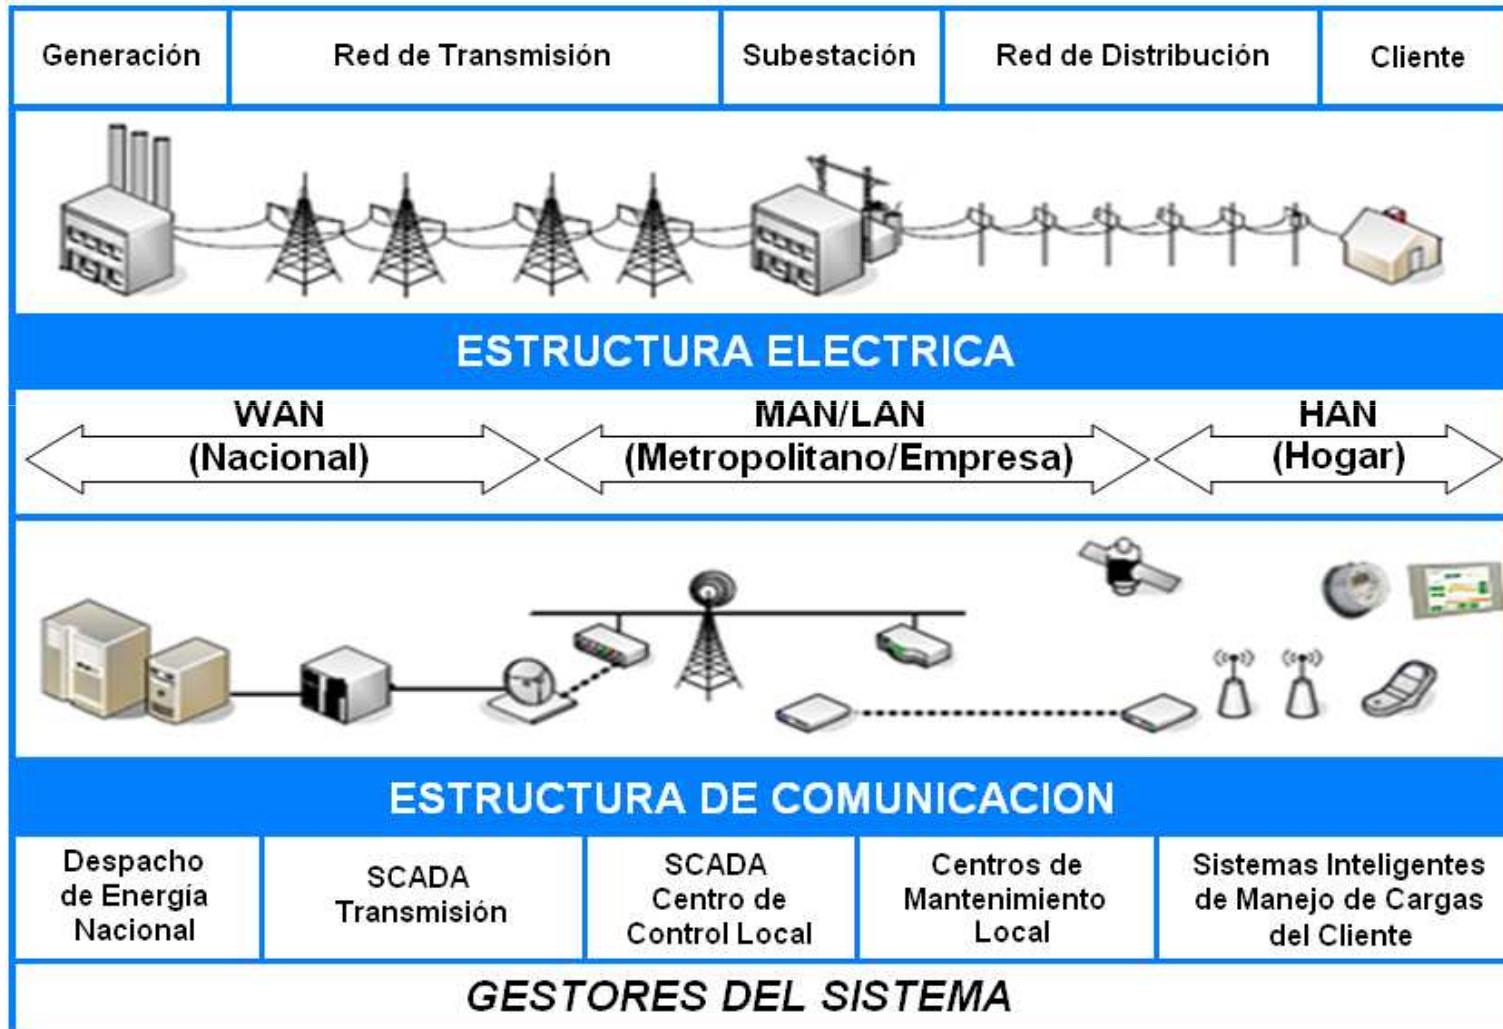 Generación
Red de Transmisión
Subestación
Red de Distribución
Cliente
ESTRUCTURA ELECTRICA
WAN
(Nacional)
MAN/LAN
(Metropolitano/Empresa)
HAN
(Hogar)
ESTRUCTURA DE COMUNICACION
Despacho
de Energía
Nacional
SCADA
Transmisión
SCADA
Centro de
Control Local
Centros de
Mantenimiento
Local
Sistemas Inteligentes
de Manejo de Cargas
del Cliente
GESTORES DEL SISTEMA